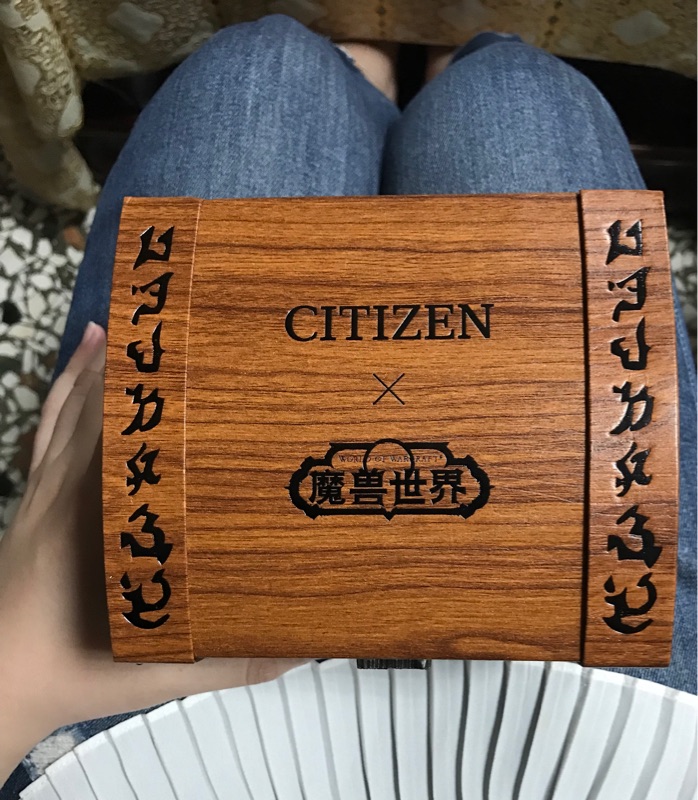 CITIZEN
×
WORLD OF WARCRAFT
魔兽世界